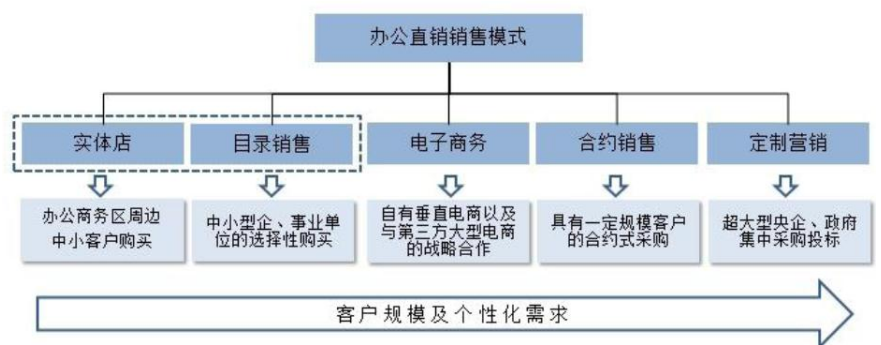 办公直销销售模式
实体店
目录销售
电子商务
合约销售
定制营销
办公商务区周边
中小客户购买
中小型企、事业单
位的选择性购买
自有垂直电商以及
与第三方大型电商
的战略合作
具有一定规模客户
的合约式采购
超大型央企、政府
集中采购投标
客户规模及个性化需求